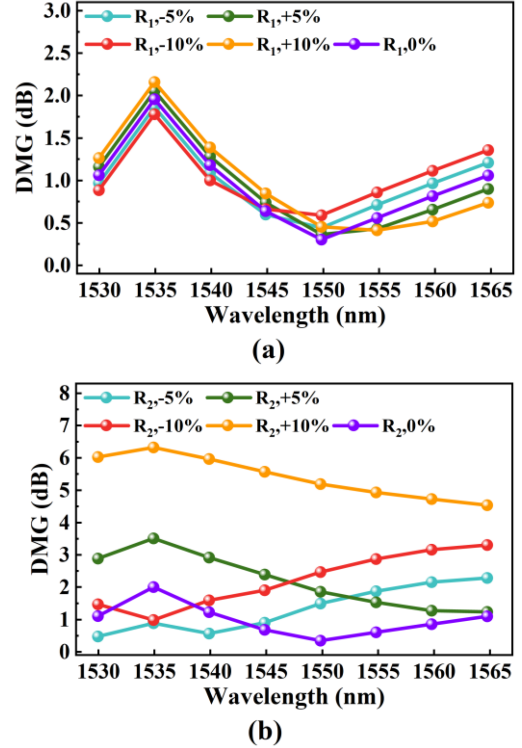 R1,-5% R1,+5%
R1,-10% R1,+10% R1,0%
3.0
2.5
2.0
1.5
1.0
0.5
0.0
DMG (dB)
1530 1535 1540 1545 1550 1555 1560 1565
Wavelength (nm)
(a)
R2,-5% R2,+5%
R2,-10% R2,+10% R2,0%
8
7
6
5
4
3
2
1
0
DMG (dB)
1530 1535 1540 1545 1550 1555 1560 1565
Wavelength (nm)
(b)